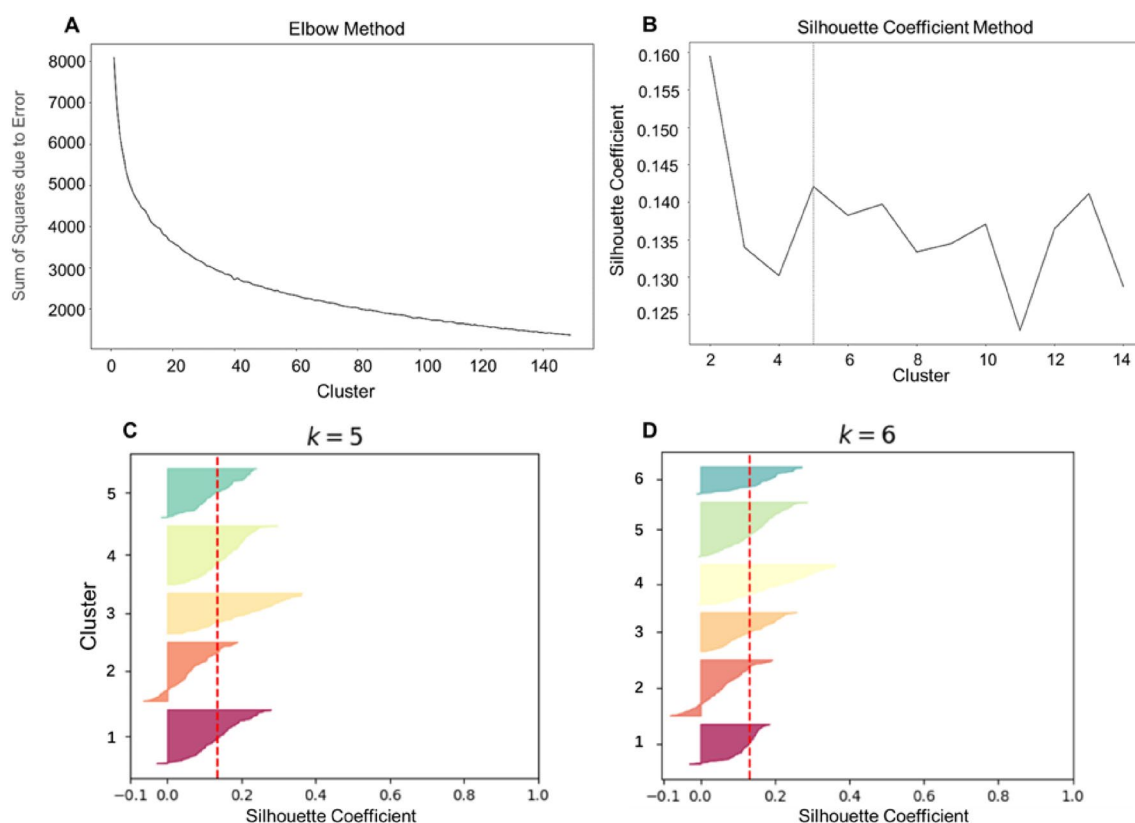 A
Elbow Method
Sum of Squares due to Error
8000
7000
6000
5000
4000
3000
2000
0 20 40 60 80 100 120 140
Cluster
B
Silhouette Coefficient Method
Silhouette Coefficient
0.160
0.155
0.150
0.145
0.140
0.135
0.130
0.125
2 4 6 8 10 12 14
Cluster
C
k = 5
Cluster
5
4
3
2
1
−0.1 0.0 0.2 0.4 0.6 0.8 1.0
Silhouette Coefficient
D
k = 6
6
5
4
3
2
1
−0.1 0.0 0.2 0.4 0.6 0.8 1.0
Silhouette Coefficient